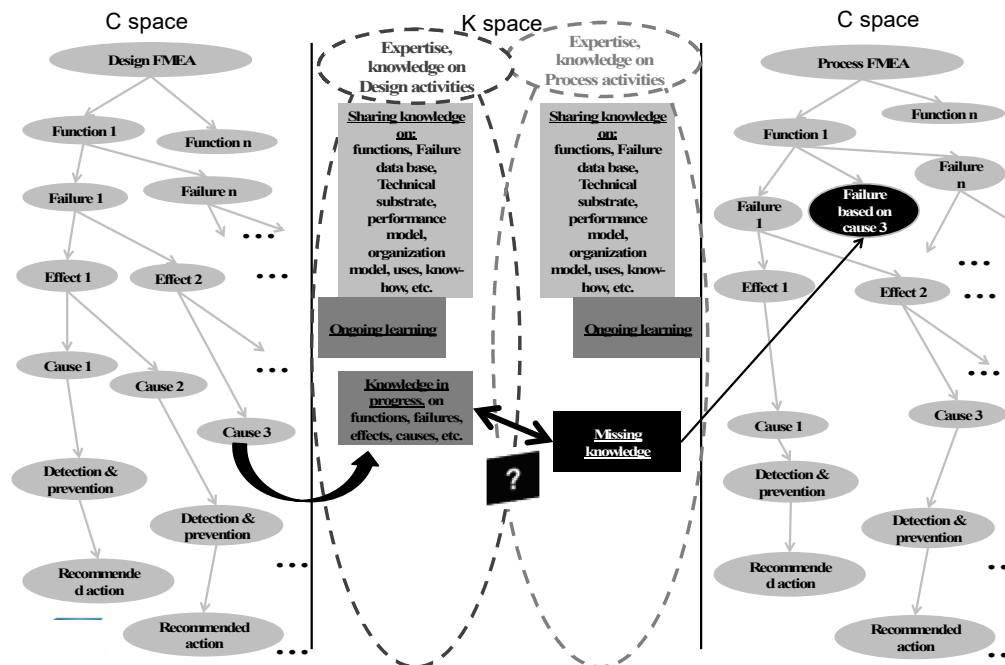 C space
Design FMEA
Function 1
Function n
Failure 1
Failure n
...
Effect 1
Effect 2
...
Cause 1
Cause 2
...
Cause 3
Detection &
prevention
Detection &
prevention
Recommende
d action
...
Recommended
action
...
K space
Expertise,
knowledge on
Design activities
Sharing knowledge
on:
functions, Failure
data base,
Technical
substrate,
performance
model,
organization
model, uses, know-
how, etc.
Ongoing learning
Knowledge in
progress, on
functions, failures,
effects, causes, etc.
?
Expertise,
knowledge on
Process activities
Sharing knowledge
on:
functions, Failure
data base,
Technical
substrate,
performance
model,
organization
model, uses, know-
how, etc.
Ongoing learning
Missing
knowledge
C space
Process FMEA
Function 1
Function n
Failure
1
Failure
based on
cause 3
Failure
n
...
Effect 1
Effect 2
...
Cause 1
Cause 3
Detection &
prevention
Detection &
prevention
Recommende
d action
...
Recommended
action
...